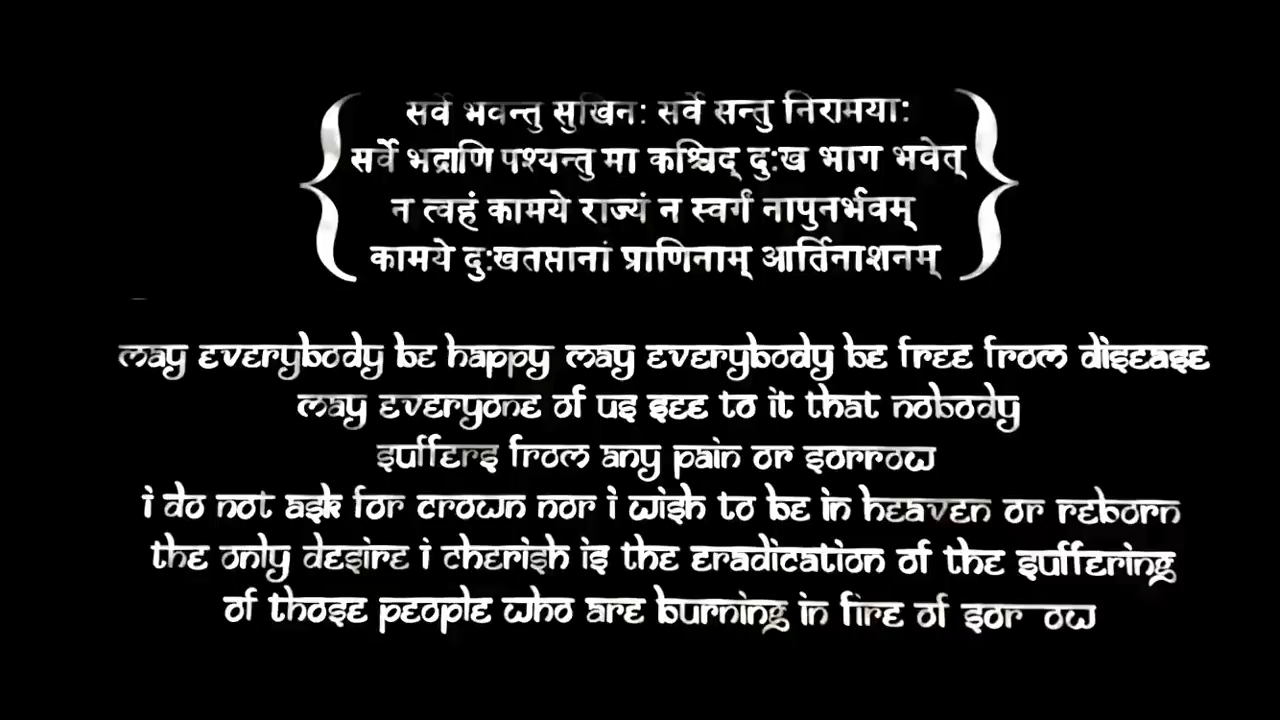 सर्वे भवन्तु सुखिन: सर्वे सन्तु निरामया:
सर्वे भद्राणि पश्यन्तु मा कश्चिद् दु:ख भाग भवेत्
न त्वहं कामये राज्यं न स्वर्गं नापुनर्भवम्
कामये दु:खतप्तानां प्राणिनाम् आर्तिनाशनम्
may everybody be happy may everybody be free from disease
may everyone of us see to it that nobody
suffers from any pain or sorrow
i do not ask for crown nor i wish to be in heaven or reborn
the only desire i cherish is the eradication of the suffering
of those people who are burning in fire of sor ow